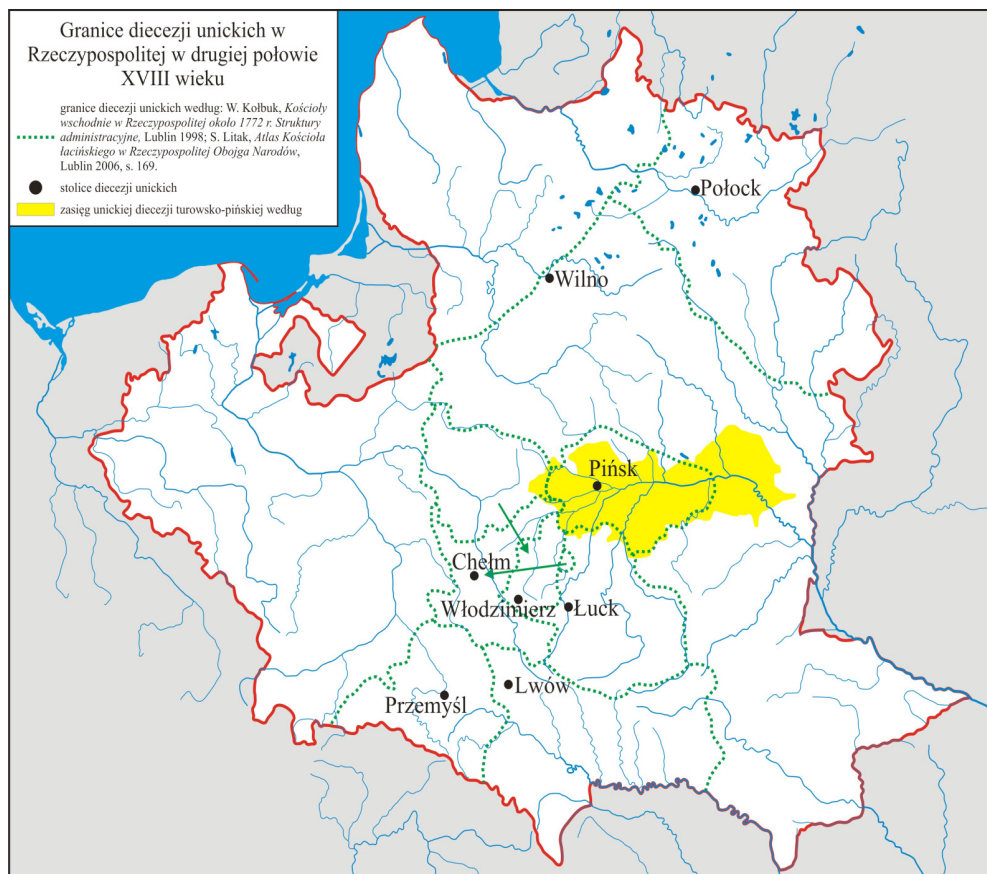 Granice diecezji unickich w
Rzeczypospolitej w drugiej połowie
XVIII wieku
granice diecezji unickich według: W. Kołbuk, Kościoły
wschodnie w Rzeczypospolitej około 1772 r. Struktury
administracyjne, Lublin 1998; S. Litak, Atlas Kościoła
łacińskiego w Rzeczypospolitej Obojga Narodów,
Lublin 2006, s. 169.
stolice diecezji unickich
zasięg unickiej diecezji turowsko-pińskiej według
Połock
Wilno
Pińsk
Chełm
Włodzimierz
Łuck
Lwów
Przemyśl